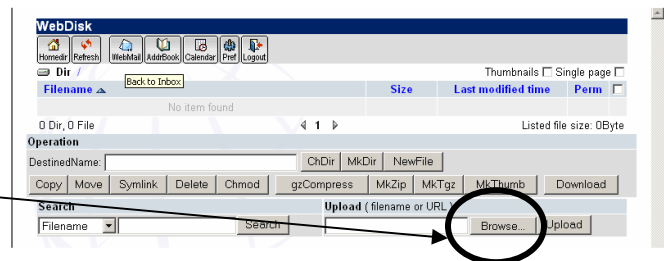 WebDisk
Homedir Refresh WebMail AddrBook Calendar Pref Logout
Dir /
Back to Inbox
Thumbnails Single page
Filename Size Last modified time Perm
No item found
0 Dir, 0 File 1 Listed file size: 0Byte
Operation
DestinedName: ChDir MkDir NewFile
Copy Move Symlink Delete Chmod gzCompress MkZip MkTgz MkThumb Download
Search Upload ( filename or URL )
Filename Search Browse... Upload